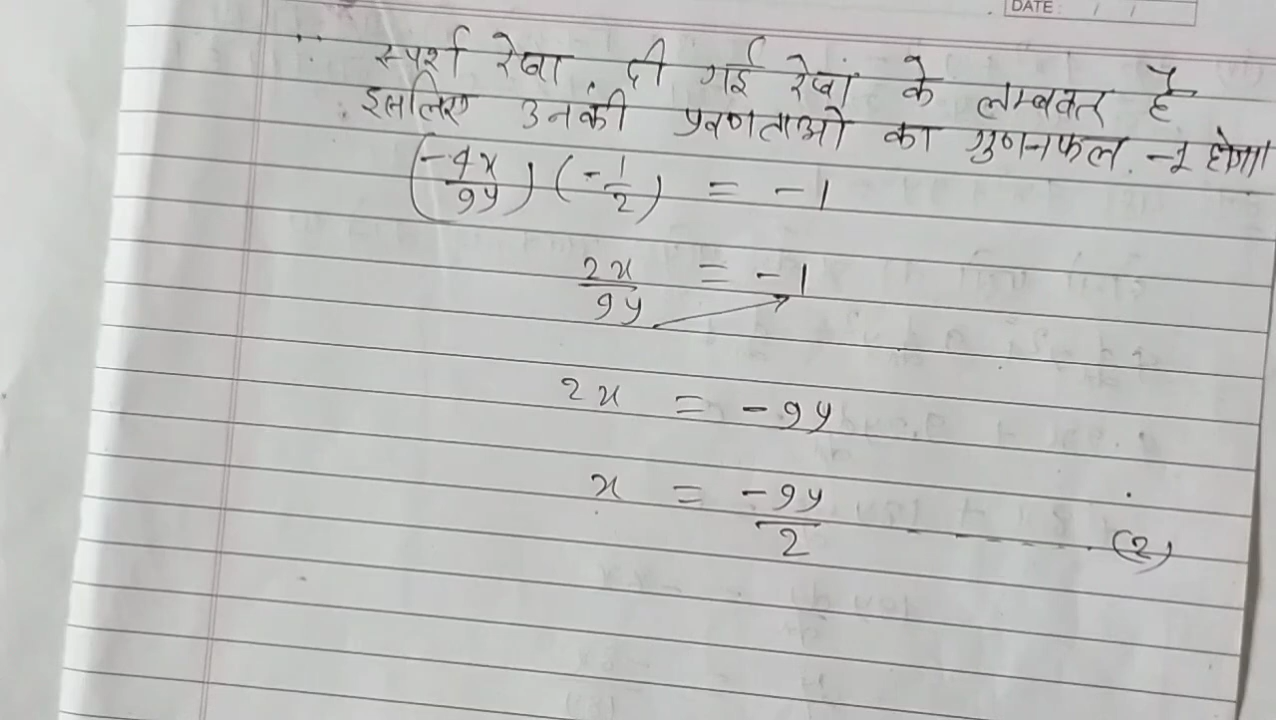 DATE: / /
∵ स्पर्श रेखा दी गई रेखा के लम्बवत है
इसलिए उनकी प्रवणताओं का गुणनफल -1 होगा
(-4x/9y) (-1/2) = -1
2x/9y = -1
2x = -9y
x = -9y/2 ------- (2)